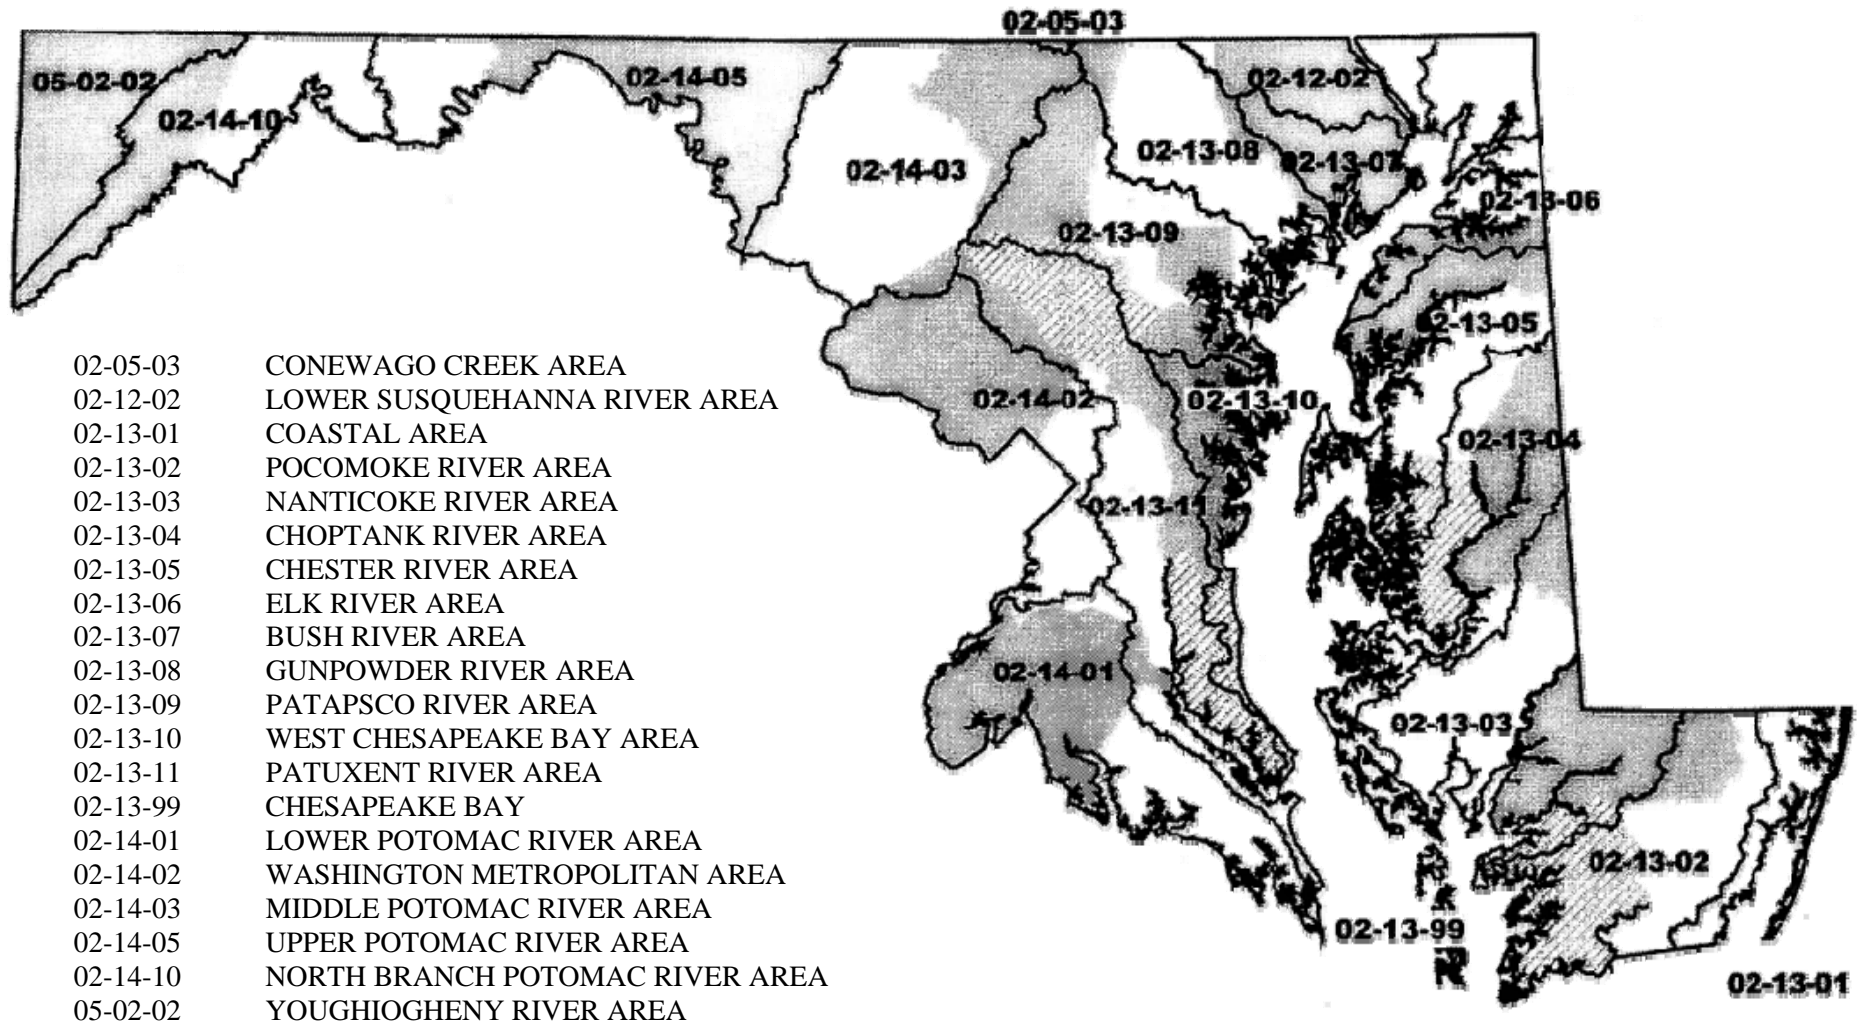 02-05-03
05-02-02
02-14-05
02-12-02
02-14-10
02-14-03
02-13-08
02-13-07
02-13-06
02-13-09
02-13-05
02-14-02
02-13-10
02-13-04
02-13-11
02-14-01
02-13-03
02-13-02
02-13-99
02-13-01
02-05-03 CONEWAGO CREEK AREA
02-12-02 LOWER SUSQUEHANNA RIVER AREA
02-13-01 COASTAL AREA
02-13-02 POCOMOKE RIVER AREA
02-13-03 NANTICOKE RIVER AREA
02-13-04 CHOPTANK RIVER AREA
02-13-05 CHESTER RIVER AREA
02-13-06 ELK RIVER AREA
02-13-07 BUSH RIVER AREA
02-13-08 GUNPOWDER RIVER AREA
02-13-09 PATAPSCO RIVER AREA
02-13-10 WEST CHESAPEAKE BAY AREA
02-13-11 PATUXENT RIVER AREA
02-13-99 CHESAPEAKE BAY
02-14-01 LOWER POTOMAC RIVER AREA
02-14-02 WASHINGTON METROPOLITAN AREA
02-14-03 MIDDLE POTOMAC RIVER AREA
02-14-05 UPPER POTOMAC RIVER AREA
02-14-10 NORTH BRANCH POTOMAC RIVER AREA
05-02-02 YOUGHIOGHENY RIVER AREA